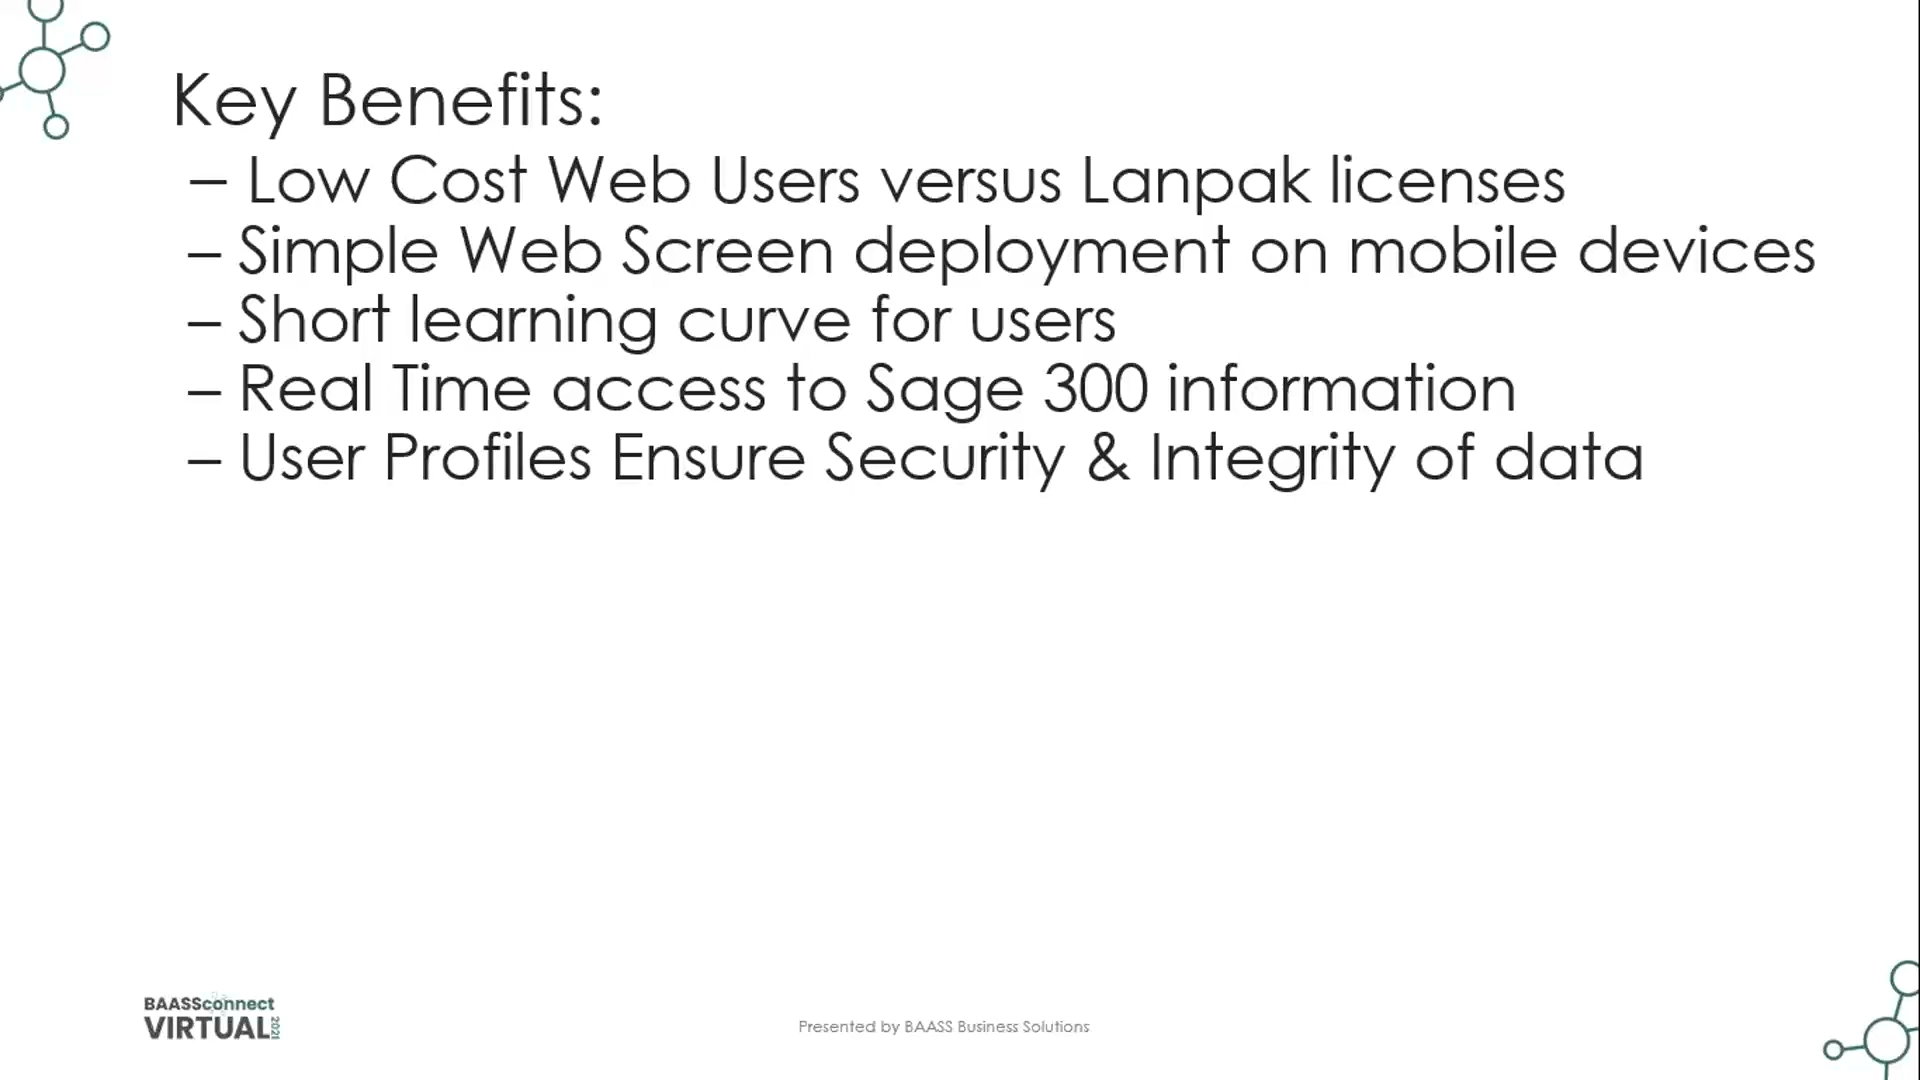 Key Benefits:
– Low Cost Web Users versus Lanpak licenses
– Simple Web Screen deployment on mobile devices
– Short learning curve for users
– Real Time access to Sage 300 information
– User Profiles Ensure Security & Integrity of data
BAASSconnect
VIRTUAL 2021
Presented by BAASS Business Solutions